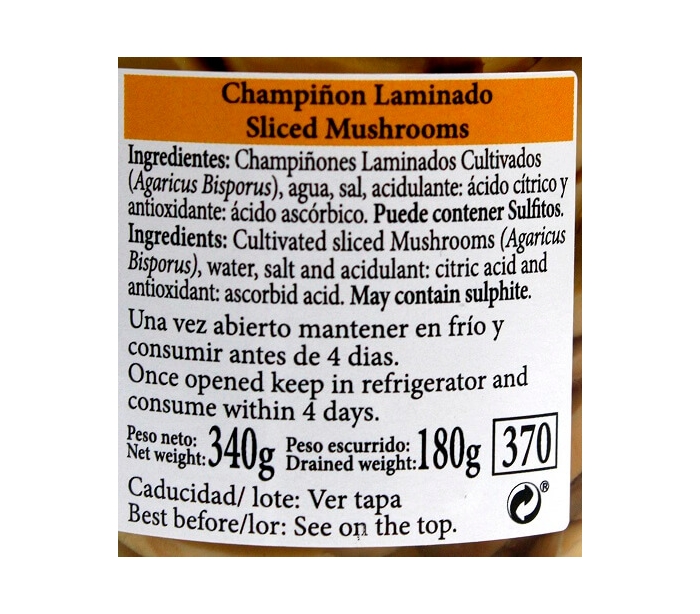 Champiñon Laminado
Sliced Mushrooms
Ingredientes: Champiñones Laminados Cultivados
(Agaricus Bisporus), agua, sal, acidulante: ácido cítrico y
antioxidante: ácido ascórbico. Puede contener Sulfitos.
Ingredients: Cultivated sliced Mushrooms (Agaricus
Bisporus), water, salt and acidulant: citric acid and
antioxidant: ascorbid acid. May contain sulphite.
Una vez abierto mantener en frío y
consumir antes de 4 dias.
Once opened keep in refrigerator and
consume within 4 days.
Peso neto: 340g Peso escurrido: 180g 370
Net weight: Drained weight:
Caducidad/ lote: Ver tapa ®
Best before/lor: See on the top.